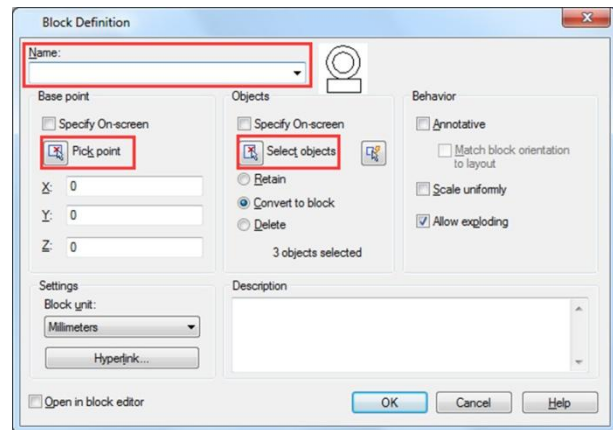 Block Definition
Name:
Base point
Specify On-screen
Pick point
X: 0
Y: 0
Z: 0
Objects
Specify On-screen
Select objects
Retain
Convert to block
Delete
3 objects selected
Behavior
Annotative
Match block orientation
to layout
Scale uniformly
Allow exploding
Settings
Block unit:
Millimeters
Hyperlink...
Description
Open in block editor
OK
Cancel
Help